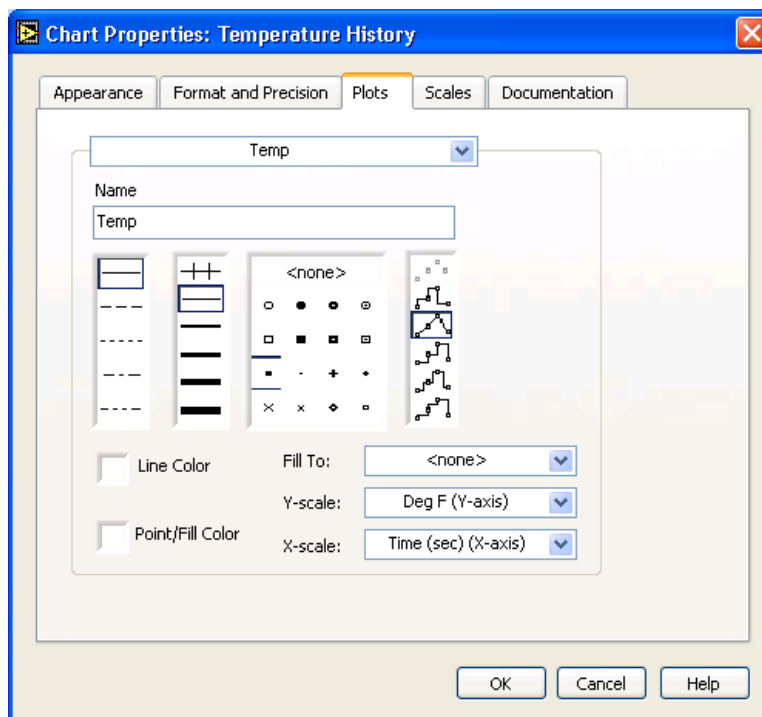 Chart Properties: Temperature History
Appearance Format and Precision Plots Scales Documentation
Temp
Name
Temp
<none>
Line Color
Fill To: <none>
Y-scale: Deg F (Y-axis)
Point/Fill Color
X-scale: Time (sec) (X-axis)
OK Cancel Help